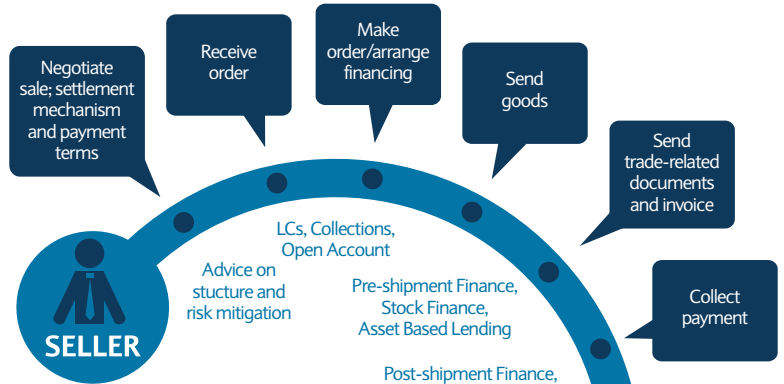 Negotiate
sale; settlement
mechanism
and payment
terms
Receive
order
Make
order/arrange
financing
Send
goods
Send
trade-related
documents
and invoice
Collect
payment
LCs, Collections,
Open Account
Advice on
stucture and
risk mitigation
Pre-shipment Finance,
Stock Finance,
Asset Based Lending
Post-shipment Finance,
SELLER